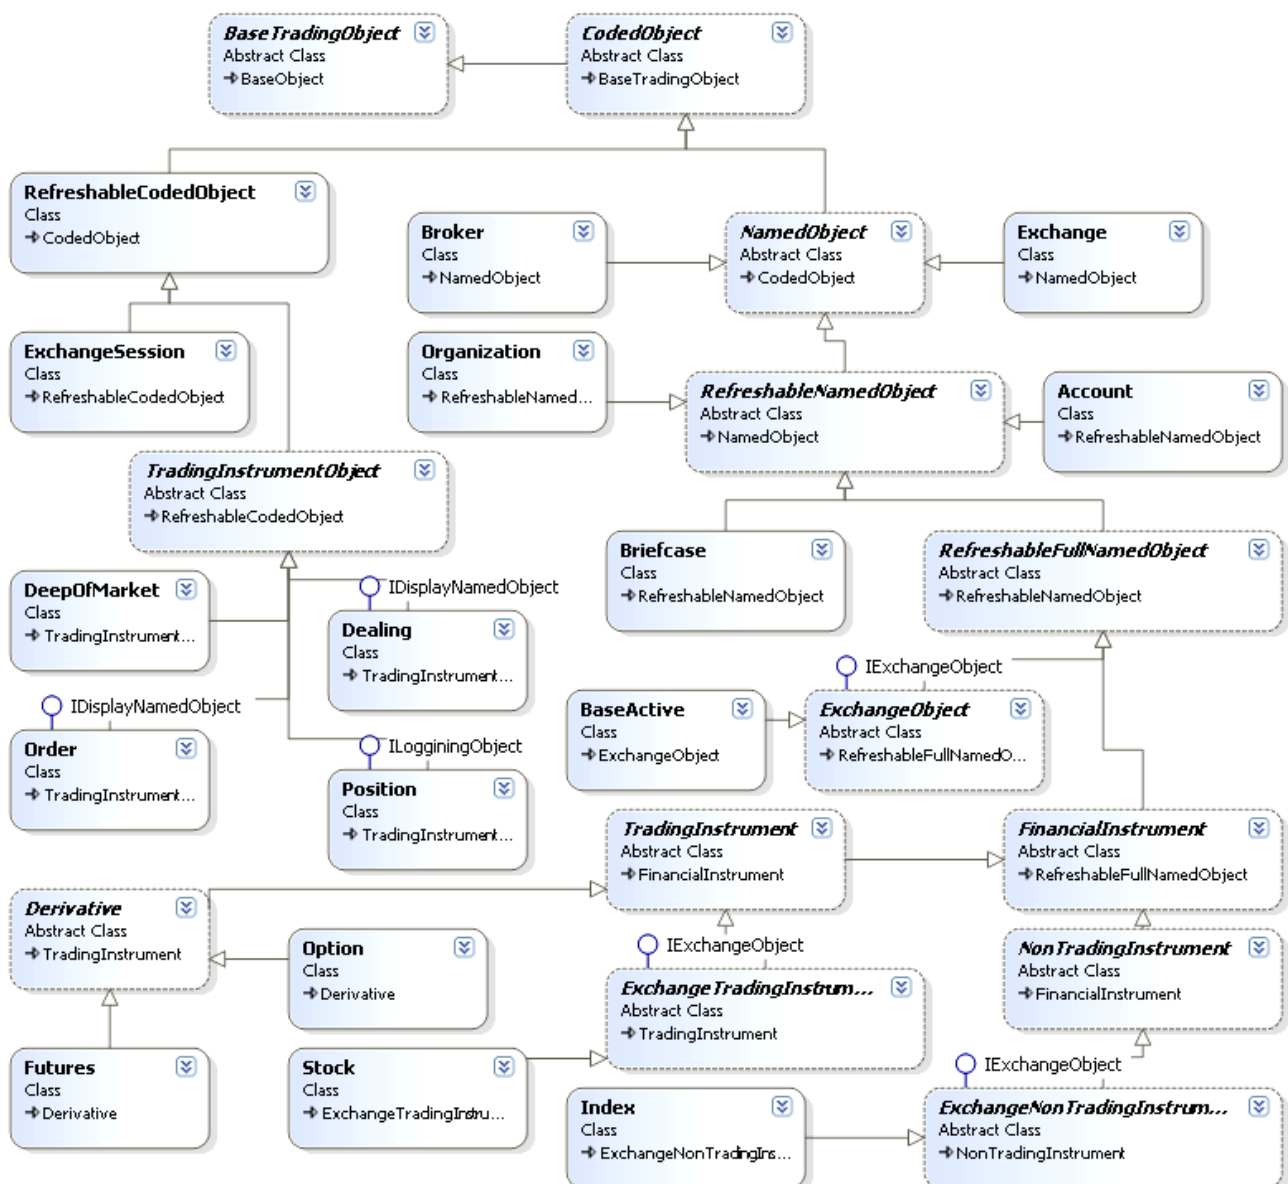 BaseTradingObject
Abstract Class
BaseObject
CodedObject
Abstract Class
BaseTradingObject
RefreshableCodedObject
Class
CodedObject
Broker
Class
NamedObject
NamedObject
Abstract Class
CodedObject
Exchange
Class
NamedObject
ExchangeSession
Class
RefreshableCodedObject
Organization
Class
RefreshableNamed...
RefreshableNamedObject
Abstract Class
NamedObject
Account
Class
RefreshableNamedObject
TradingInstrumentObject
Abstract Class
RefreshableCodedObject
Briefcase
Class
RefreshableNamedObject
RefreshableFullNamedObject
Abstract Class
RefreshableNamedObject
DeepOfMarket
Class
TradingInstrument...
IDisplayNamedObject
Dealing
Class
TradingInstrument...
IExchangeObject
BaseActive
Class
ExchangeObject
ExchangeObject
Abstract Class
RefreshableFullNamedO...
IDisplayNamedObject
Order
Class
TradingInstrument...
ILogginingObject
Position
Class
TradingInstrument...
TradingInstrument
Abstract Class
FinancialInstrument
FinancialInstrument
Abstract Class
RefreshableFullNamedObject
Derivative
Abstract Class
TradingInstrument
Option
Class
Derivative
IExchangeObject
ExchangeTradingInstrum...
Abstract Class
TradingInstrument
NonTradingInstrument
Abstract Class
FinancialInstrument
Futures
Class
Derivative
Stock
Class
ExchangeTradingInstru...
IExchangeObject
Index
Class
ExchangeNonTradingIns...
ExchangeNonTradingInstrum...
Abstract Class
NonTradingInstrument